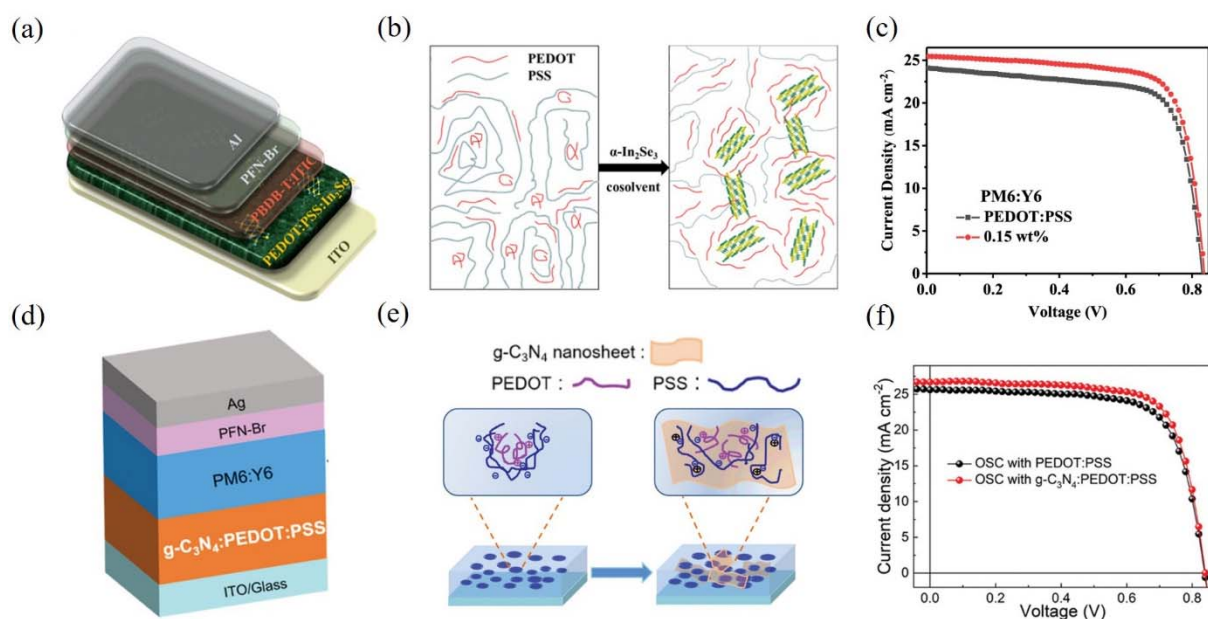 (a)
Al
PFN-Br
PBDB-T:ITIC
PEDOT:PSS:In₂Se₃
ITO
(b)
PEDOT
PSS
α-In₂Se₃
cosolvent
(c)
Current Density (mA cm⁻²)
25
20
15
10
5
0
PM6:Y6
PEDOT:PSS
0.15 wt%
0.0 0.2 0.4 0.6 0.8
Voltage (V)
(d)
Ag
PFN-Br
PM6:Y6
g-C₃N₄:PEDOT:PSS
ITO/Glass
(e)
g-C₃N₄ nanosheet :
PEDOT : PSS :
(f)
Current density (mA cm⁻²)
25
20
15
10
5
0
OSC with PEDOT:PSS
OSC with g-C₃N₄:PEDOT:PSS
0.0 0.2 0.4 0.6 0.8
Voltage (V)